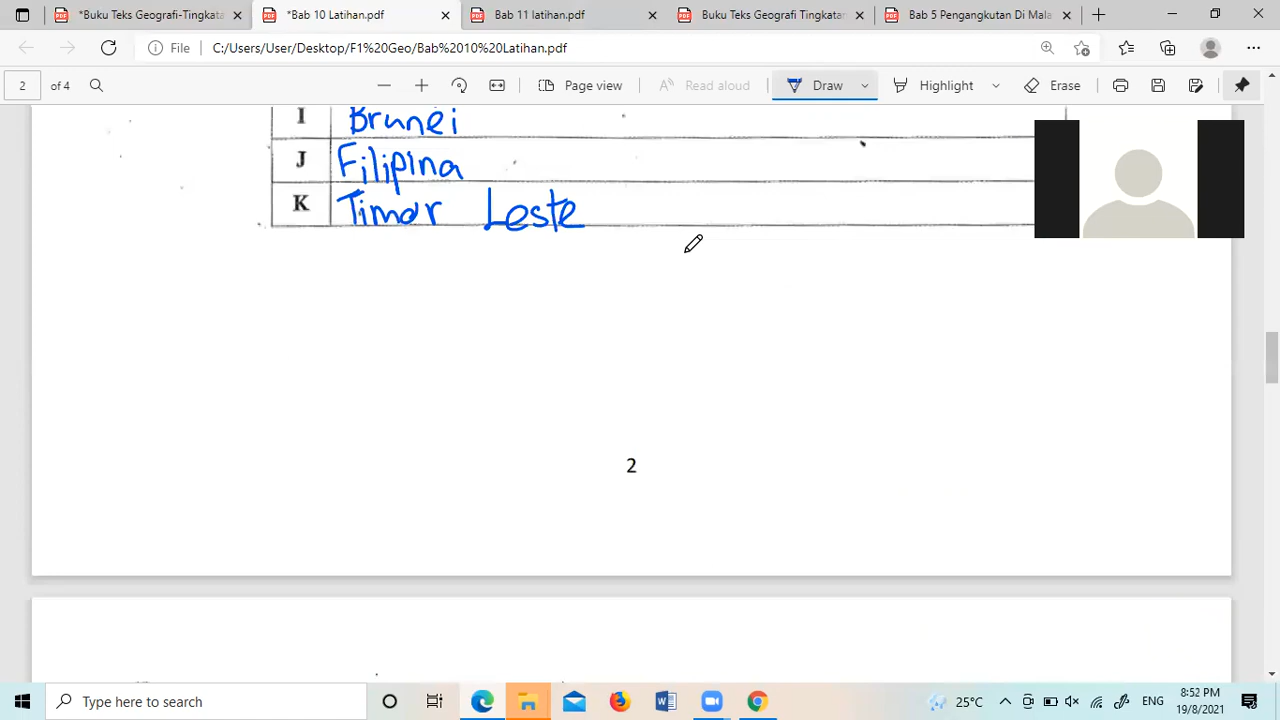 *Buku Teks Geografi-Tingkata
*Bab 10 Latihan.pdf
Bab 11 latihan.pdf
Buku Teks Geografi Tingkatan
Bab 5 Pengangkutan Di Mala
File
C:/Users/User/Desktop/F1%20Geo/Bab%2010%20Latihan.pdf
2 of 4
Page view
Read aloud
Draw
Highlight
Erase
I Brunei
J Filipina
K Timor Leste
2
Type here to search
25°C
ENG
8:52 PM
19/8/2021